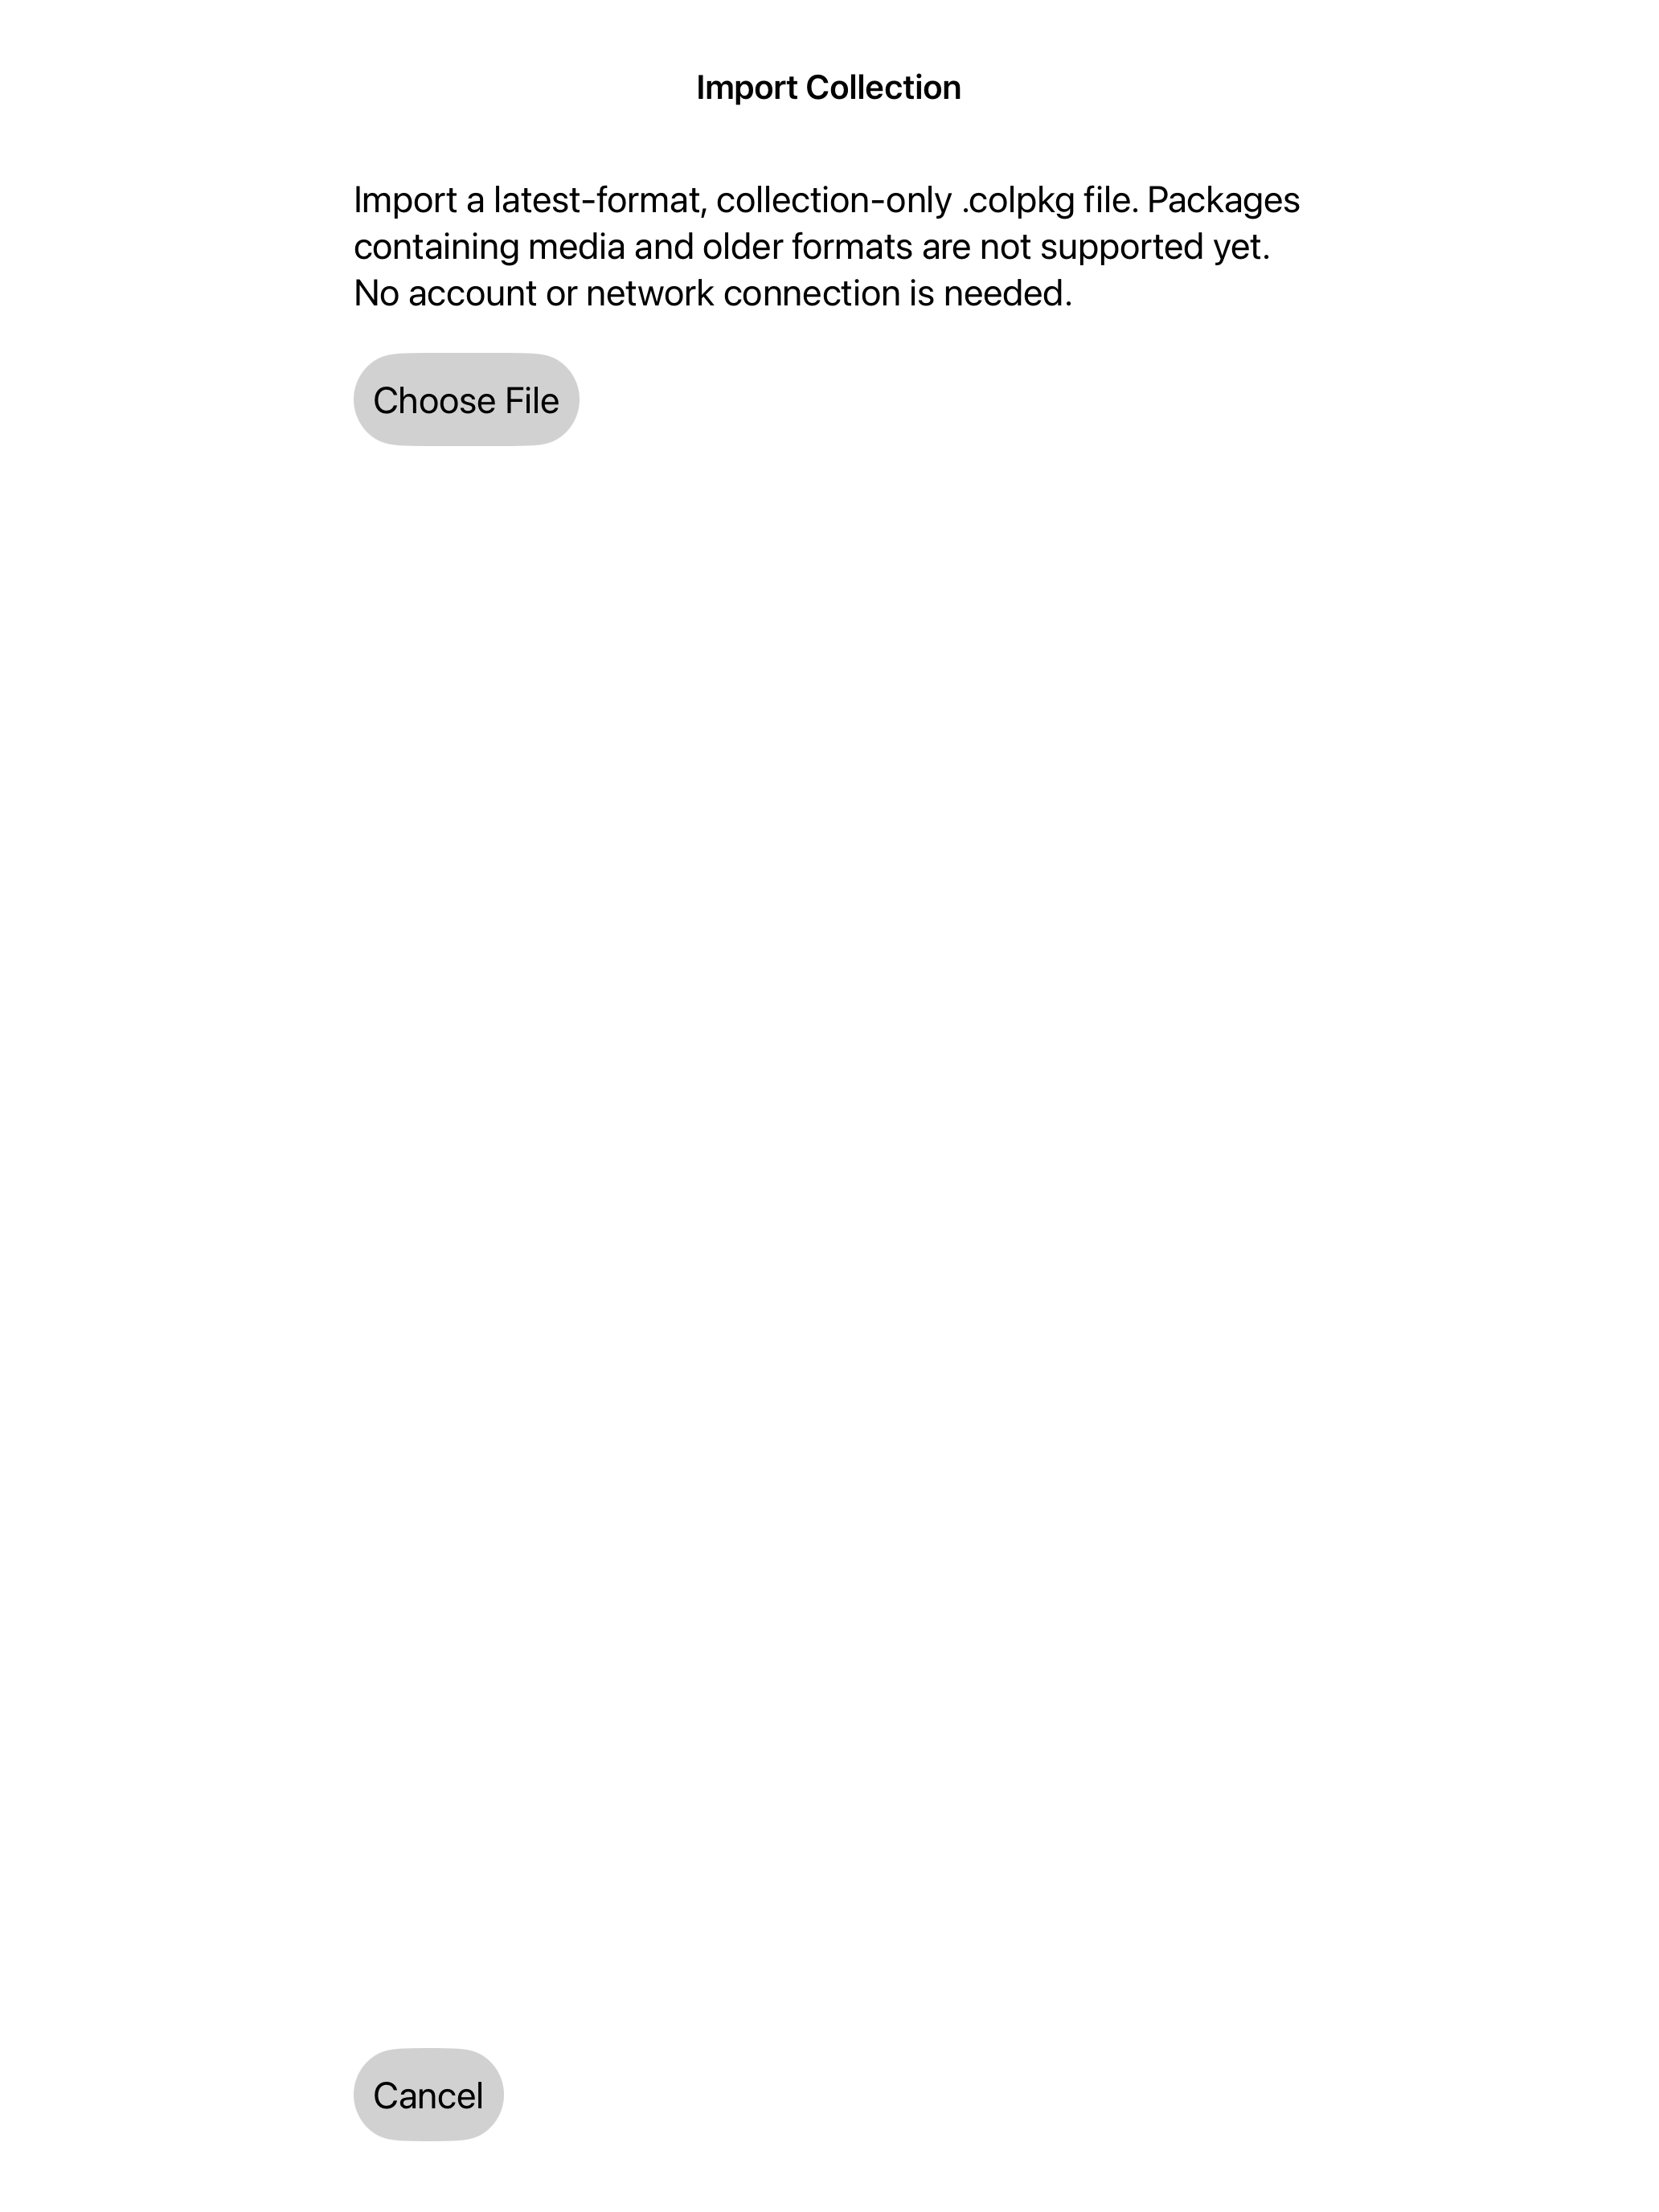 Import Collection
Import a latest-format, collection-only .colpkg file. Packages
containing media and older formats are not supported yet.
No account or network connection is needed.
Choose File
Cancel